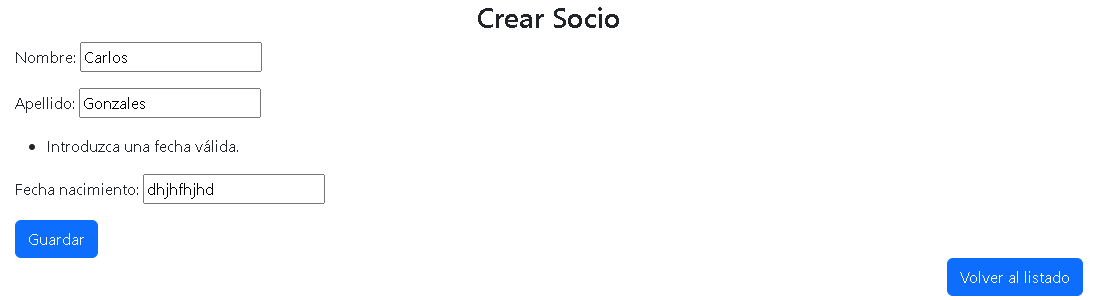 Crear Socio
Nombre: Carlos
Apellido: Gonzales
• Introduzca una fecha válida.
Fecha nacimiento: dhjhfhjhd
Guardar
Volver al listado